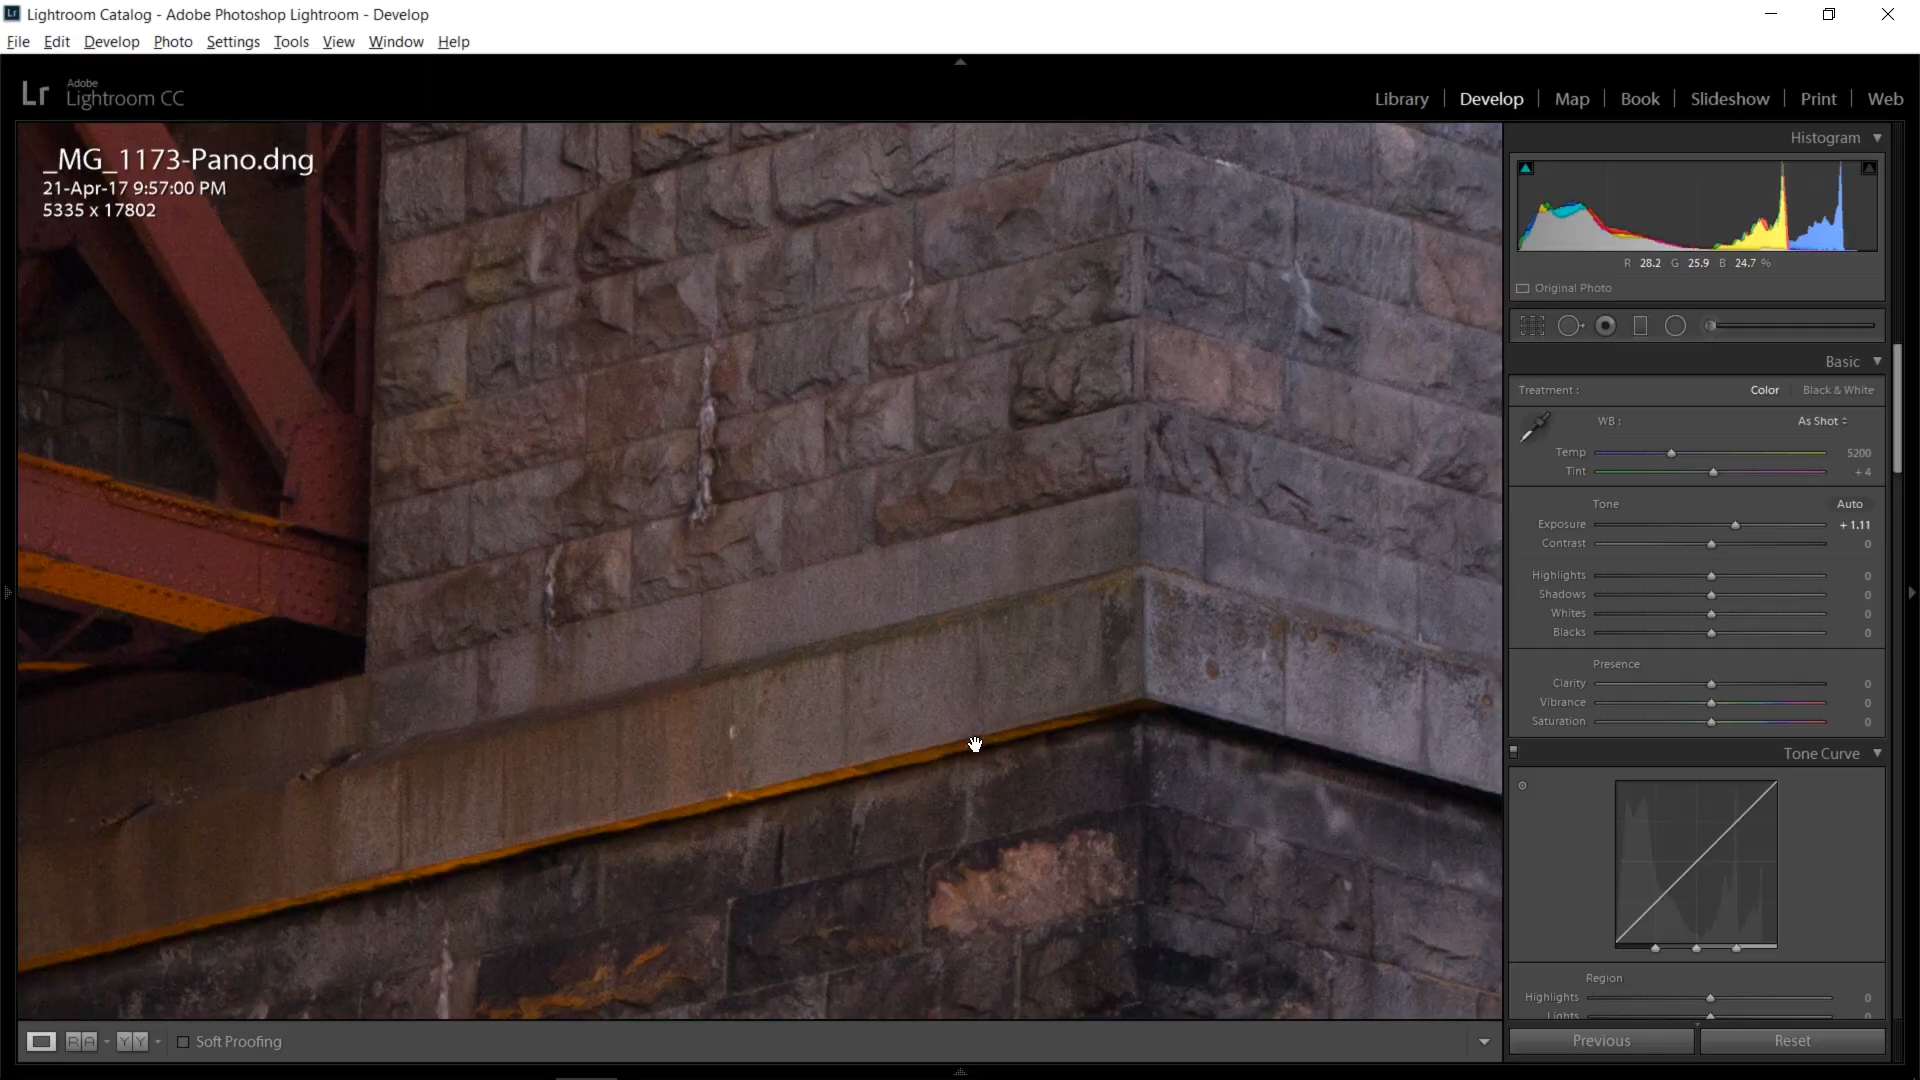 Lr Lightroom Catalog - Adobe Photoshop Lightroom - Develop
File Edit Develop Photo Settings Tools View Window Help
Lr Adobe Lightroom CC
Library Develop Map Book Slideshow Print Web
_MG_1173-Pano.dng
21-Apr-17 9:57:00 PM
5335 x 17802
Histogram
R 28.2 G 25.9 B 24.7 %
Original Photo
Basic
Treatment : Color Black & White
WB : As Shot
Temp 5200
Tint + 4
Tone Auto
Exposure + 1.11
Contrast 0
Highlights 0
Shadows 0
Whites 0
Blacks 0
Presence
Clarity 0
Vibrance 0
Saturation 0
Tone Curve
Region
Highlights 0
Lights 0
R A Y Y Soft Proofing
Previous Reset